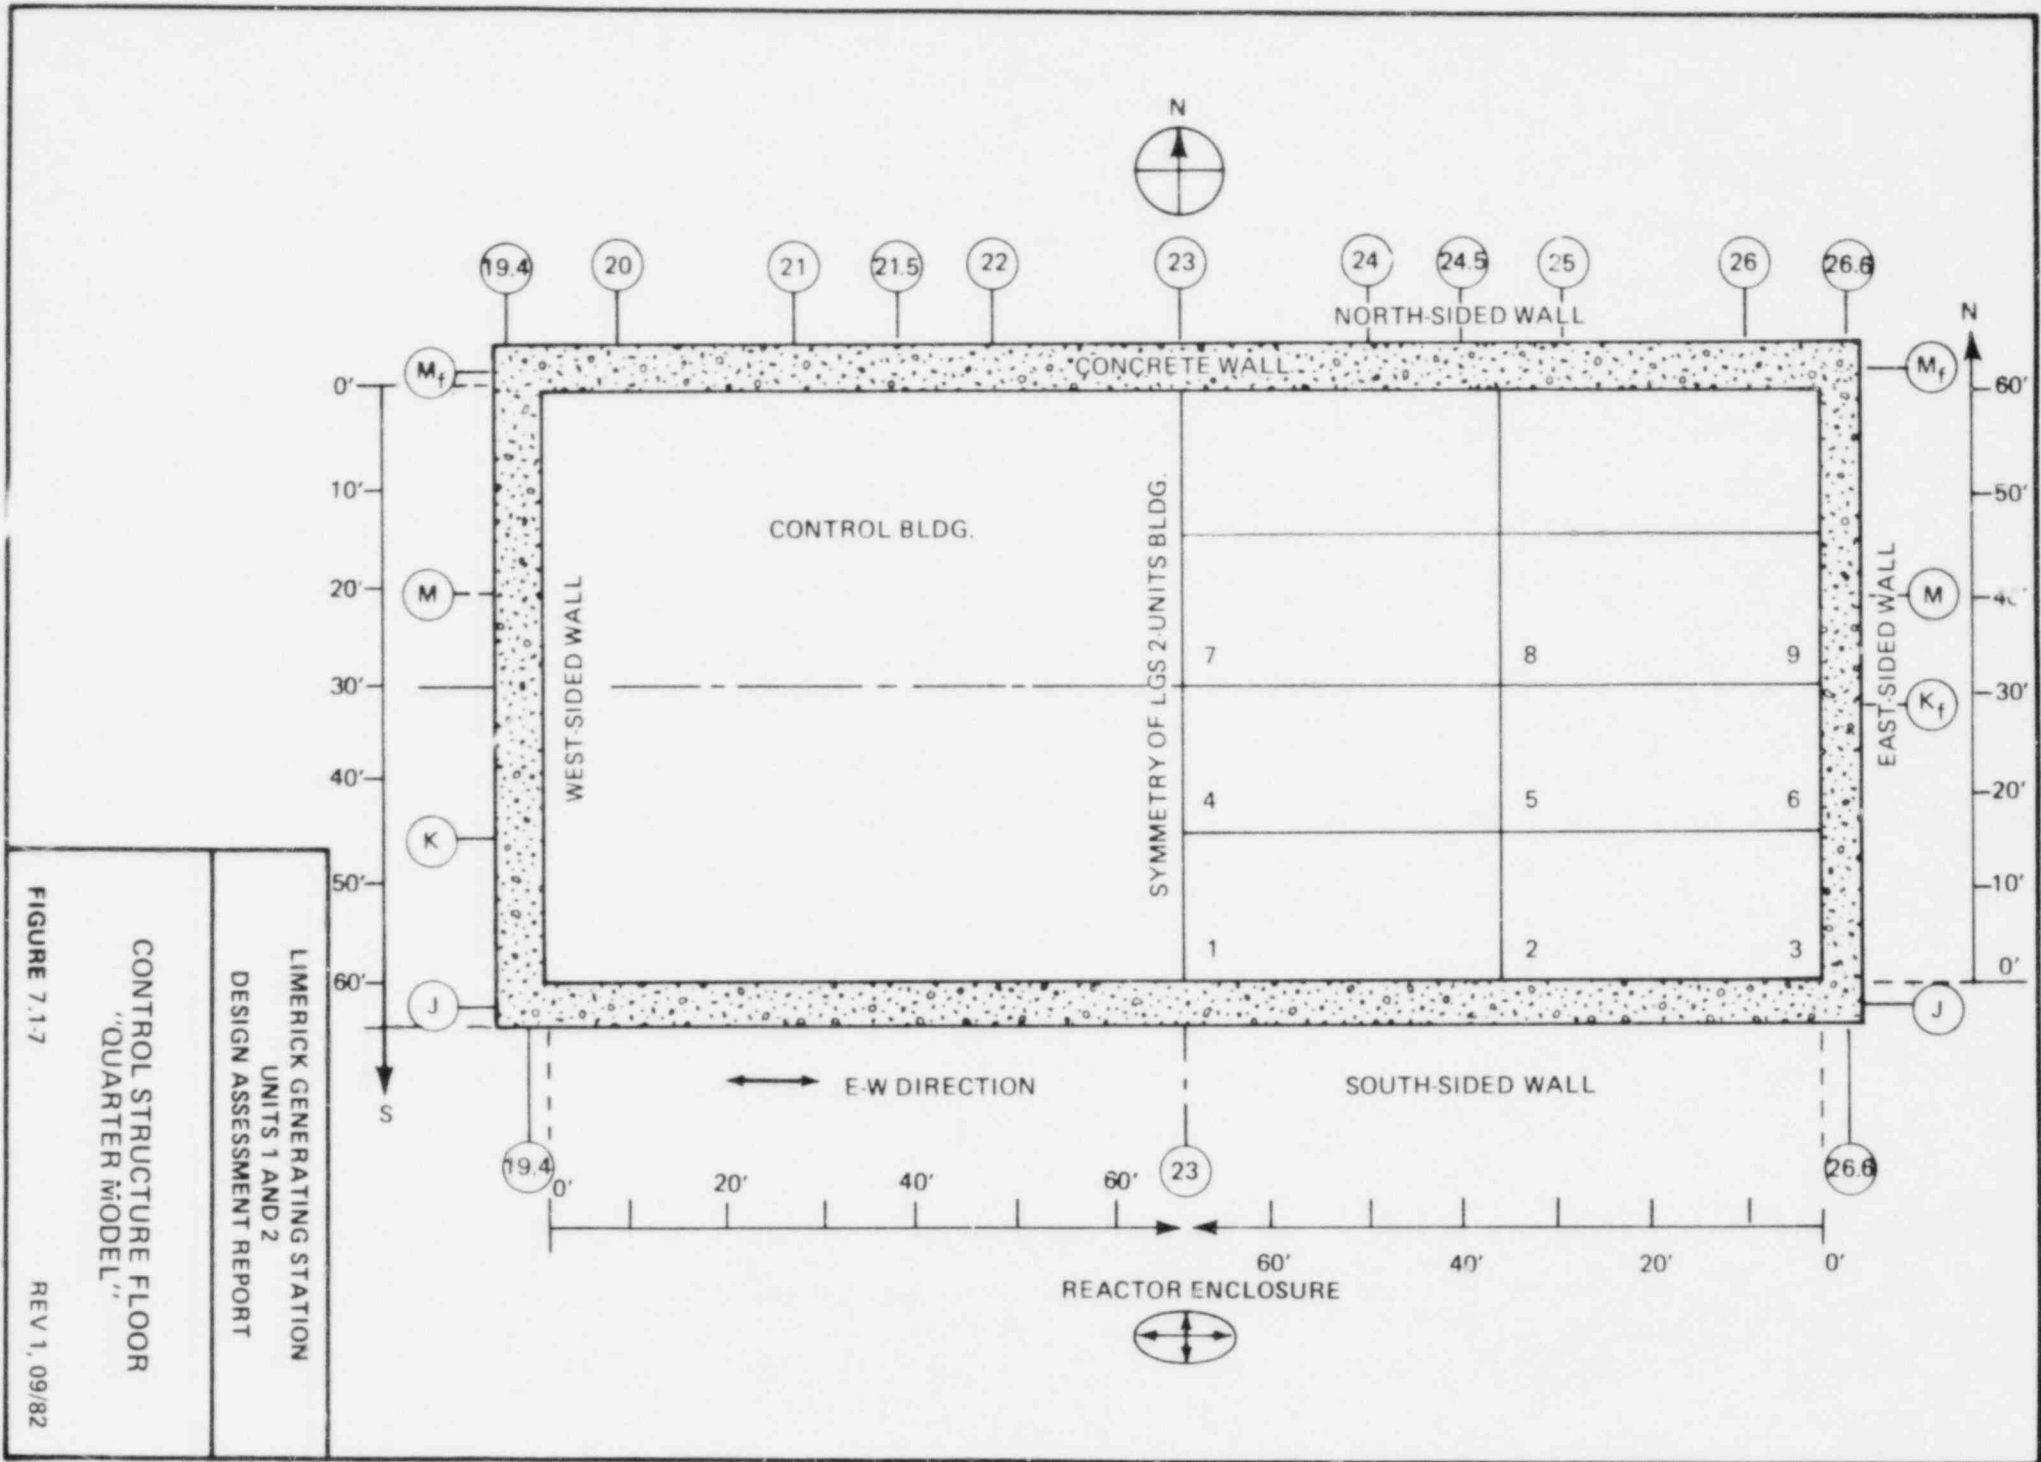 N
19.4
20
21
21.5
22
23
24
24.5
25
26
26.6
NORTH-SIDED WALL
N
Mf
CONCRETE WALL
Mf
0'
60'
10'
50'
CONTROL BLDG.
20'
M
M
WEST-SIDED WALL
SYMMETRY OF LGS 2-UNITS BLDG.
EAST-SIDED WALL
7
8
9
30'
30'
Kf
40'
4
5
6
20'
K
50'
10'
1
2
3
60'
0'
J
J
S
E-W DIRECTION
SOUTH-SIDED WALL
19.4
23
26.6
0'
20'
40'
60'
60'
40'
20'
0'
REACTOR ENCLOSURE
LIMERICK GENERATING STATION
UNITS 1 AND 2
DESIGN ASSESSMENT REPORT
CONTROL STRUCTURE FLOOR
"QUARTER MODEL"
FIGURE 7.1-7
REV 1, 09/82